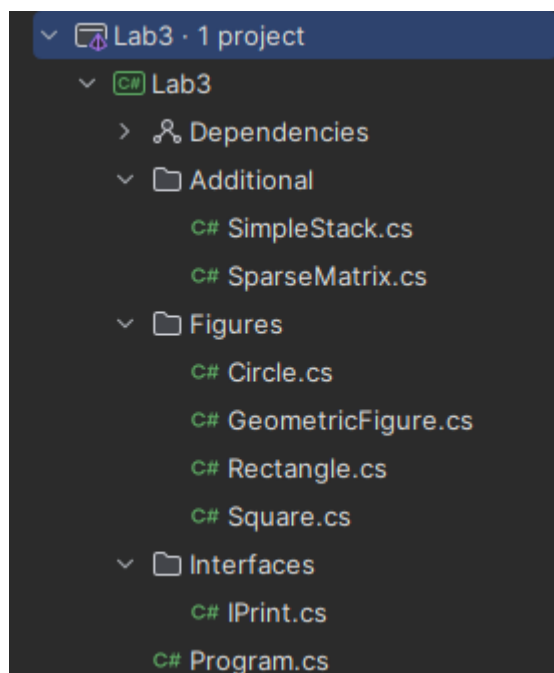 Lab3 · 1 project
C# Lab3
Dependencies
Additional
C# SimpleStack.cs
C# SparseMatrix.cs
Figures
C# Circle.cs
C# GeometricFigure.cs
C# Rectangle.cs
C# Square.cs
Interfaces
C# IPrint.cs
C# Program.cs